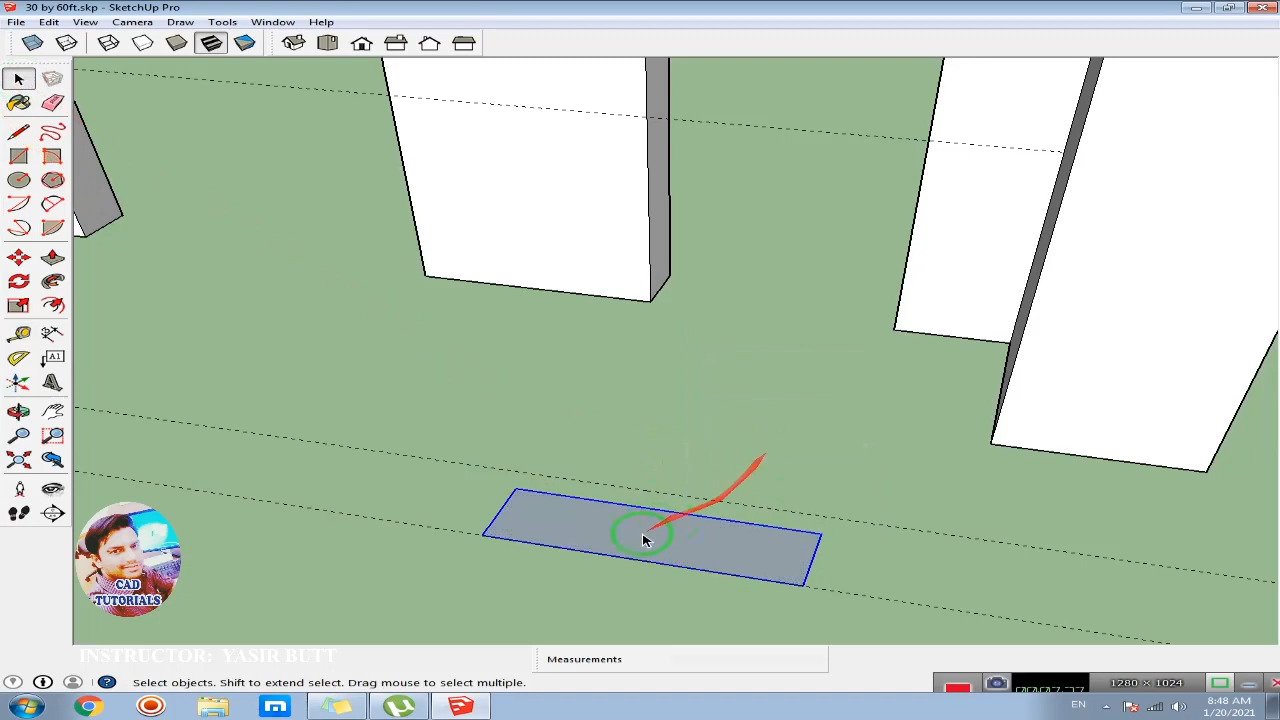 30 by 60ft.skp - SketchUp Pro
File Edit View Camera Draw Tools Window Help
A1
CAD
TUTORIALS
INSTRUCTOR: YASIR BUTT
Measurements
Select objects. Shift to extend select. Drag mouse to select multiple.
1280 × 1024
EN
8:48 AM
1/20/2021